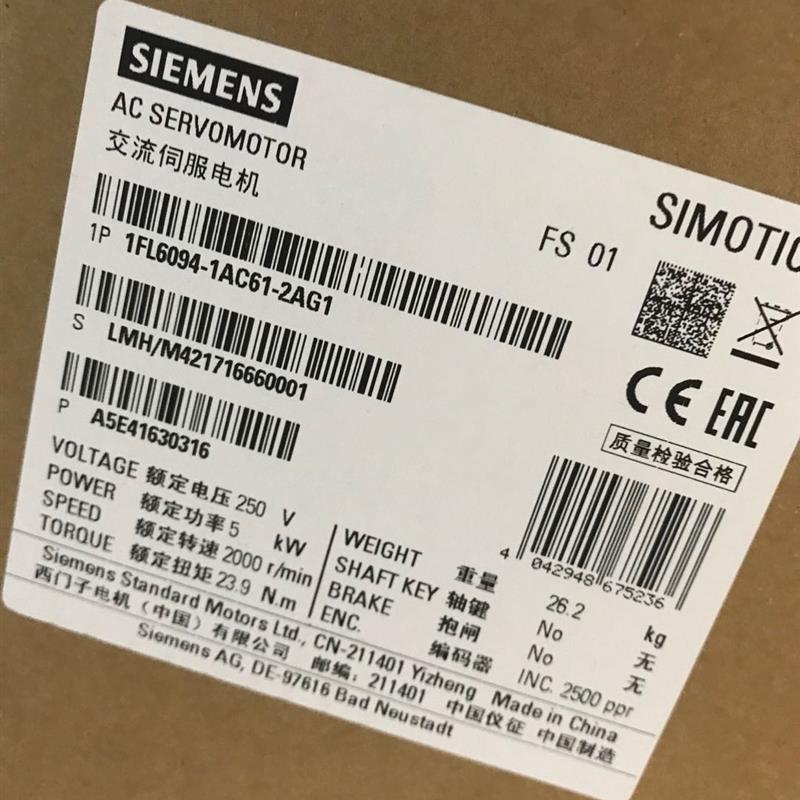 SIEMENS
AC SERVOMOTOR
交流伺服电机
SIMOTIC
FS 01
1P 1FL6094-1AC61-2AG1
S LMH/M421716660001
P A5E41630316
CE EAC
质量检验合格
4 042948 675236
VOLTAGE 额定电压 250 V
POWER 额定功率 5 kW
SPEED 额定转速 2000 r/min
TORQUE 额定扭矩 23.9 N.m
WEIGHT 重量 26.2 kg
SHAFT KEY 轴键 No 无
BRAKE 抱闸 No 无
ENC. 编码器 INC. 2500 ppr
Siemens Standard Motors Ltd., CN-211401 Yizheng Made in China
西门子电机（中国）有限公司 邮编：211401 中国仪征 中国制造
Siemens AG, DE-97616 Bad Neustadt